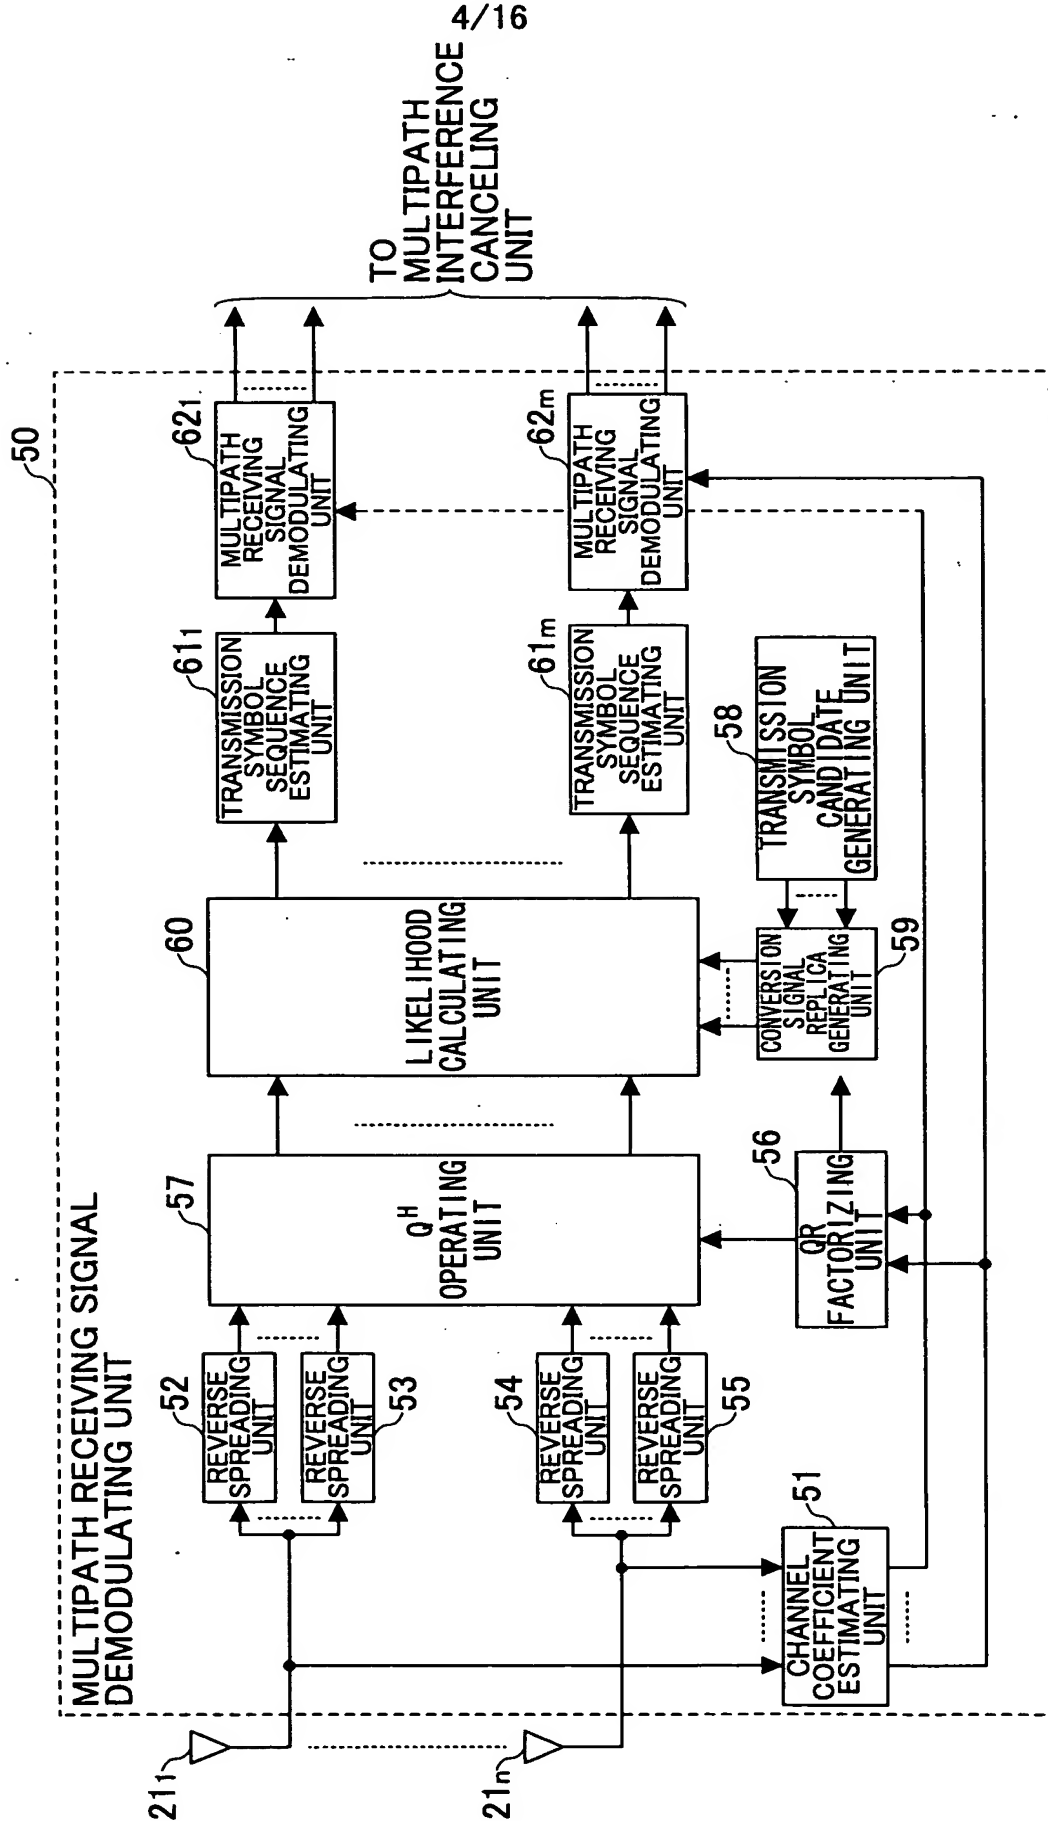 4/16
50
MULTIPATH RECEIVING SIGNAL
DEMODULATING UNIT
21₁
21n
52
REVERSE
SPREADING
UNIT
53
REVERSE
SPREADING
UNIT
54
REVERSE
SPREADING
UNIT
55
REVERSE
SPREADING
UNIT
51
CHANNEL
COEFFICIENT
ESTIMATING
UNIT
57
Qᴴ
OPERATING
UNIT
56
QR
FACTORIZING
UNIT
60
LIKELIHOOD
CALCULATING
UNIT
59
CONVERSION
SIGNAL
REPLICA
GENERATING
UNIT
58
TRANSMISSION
SYMBOL
CANDIDATE
GENERATING UNIT
61₁
TRANSMISSION
SYMBOL
SEQUENCE
ESTIMATING
UNIT
61m
TRANSMISSION
SYMBOL
SEQUENCE
ESTIMATING
UNIT
62₁
MULTIPATH
RECEIVING
SIGNAL
DEMODULATING
UNIT
62m
MULTIPATH
RECEIVING
SIGNAL
DEMODULATING
UNIT
TO
MULTIPATH
INTERFERENCE
CANCELING
UNIT